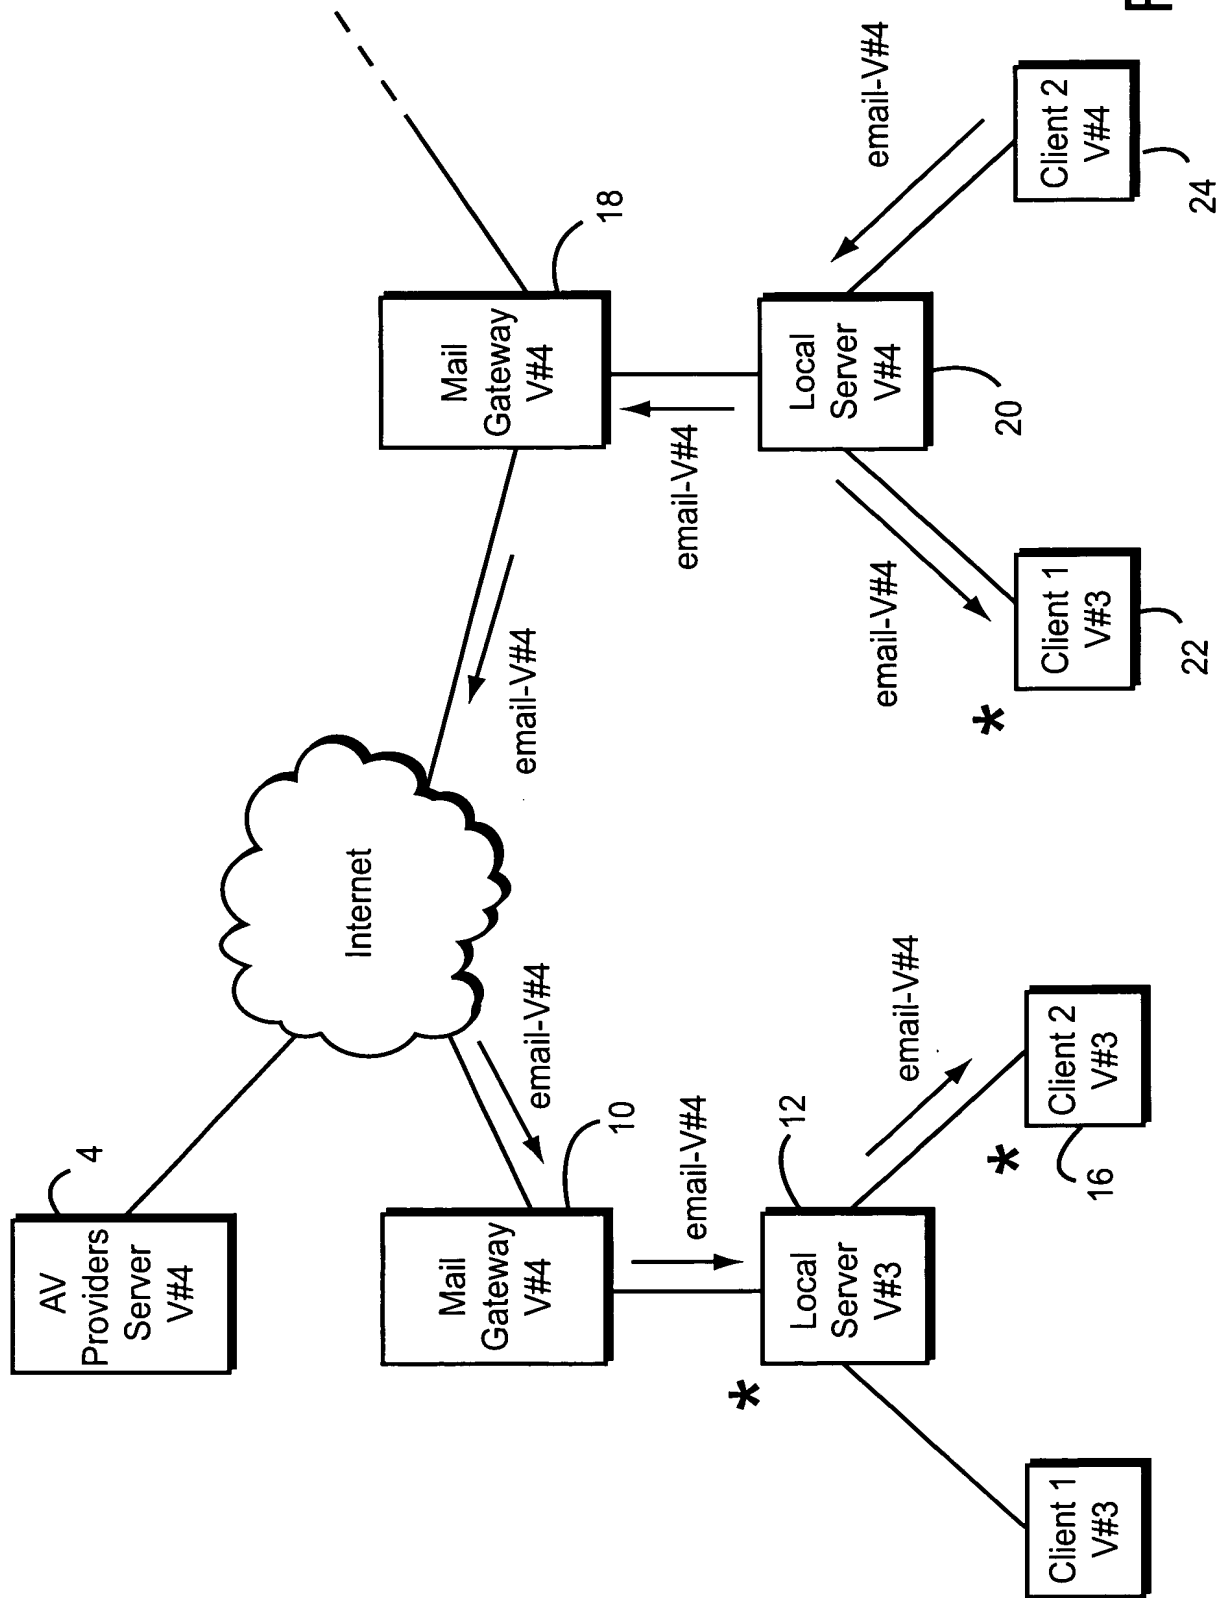 AV
Providers
Server
V#4
4
Internet
Mail
Gateway
V#4
10
email-V#4
email-V#4
Mail
Gateway
V#4
18
email-V#4
email-V#4
Local
Server
V#3
12
*
email-V#4
Client 1
V#3
Client 2
V#3
16
*
Local
Server
V#4
20
email-V#4
email-V#4
Client 1
V#3
22
*
Client 2
V#4
24